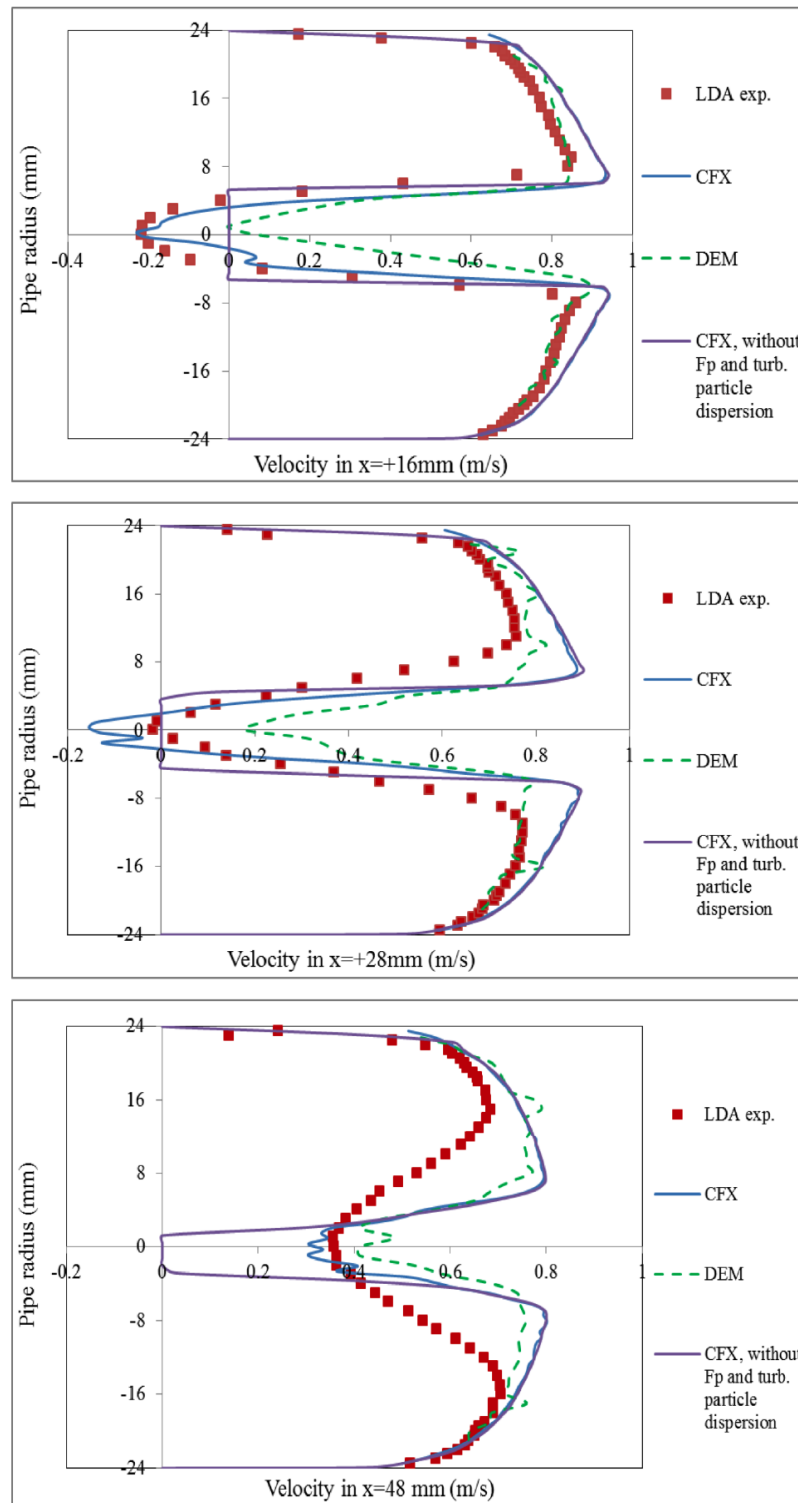 24
16
8
0
-8
-16
-24
-0.4
-0.2
0
0.2
0.4
0.6
0.8
1
Pipe radius (mm)
Velocity in x=+16mm (m/s)
LDA exp.
CFX
DEM
CFX, without
Fp and turb.
particle
dispersion
24
16
8
0
-8
-16
-24
-0.2
0
0.2
0.4
0.6
0.8
1
Pipe radius (mm)
Velocity in x=+28mm (m/s)
LDA exp.
CFX
DEM
CFX, without
Fp and turb.
particle
dispersion
24
16
8
0
-8
-16
-24
-0.2
0
0.2
0.4
0.6
0.8
1
Pipe radius (mm)
Velocity in x=48 mm (m/s)
LDA exp.
CFX
DEM
CFX, without
Fp and turb.
particle
dispersion